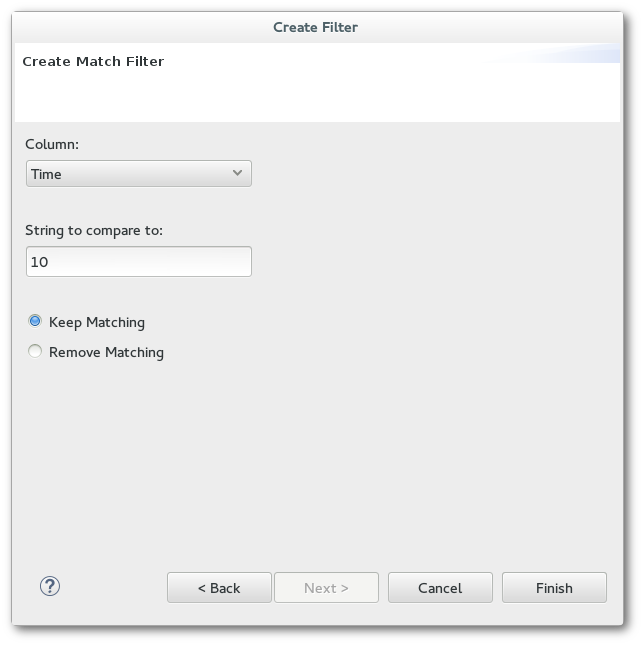 Create Filter
Create Match Filter
Column:
Time
String to compare to:
10
Keep Matching
Remove Matching
?
< Back
Next >
Cancel
Finish